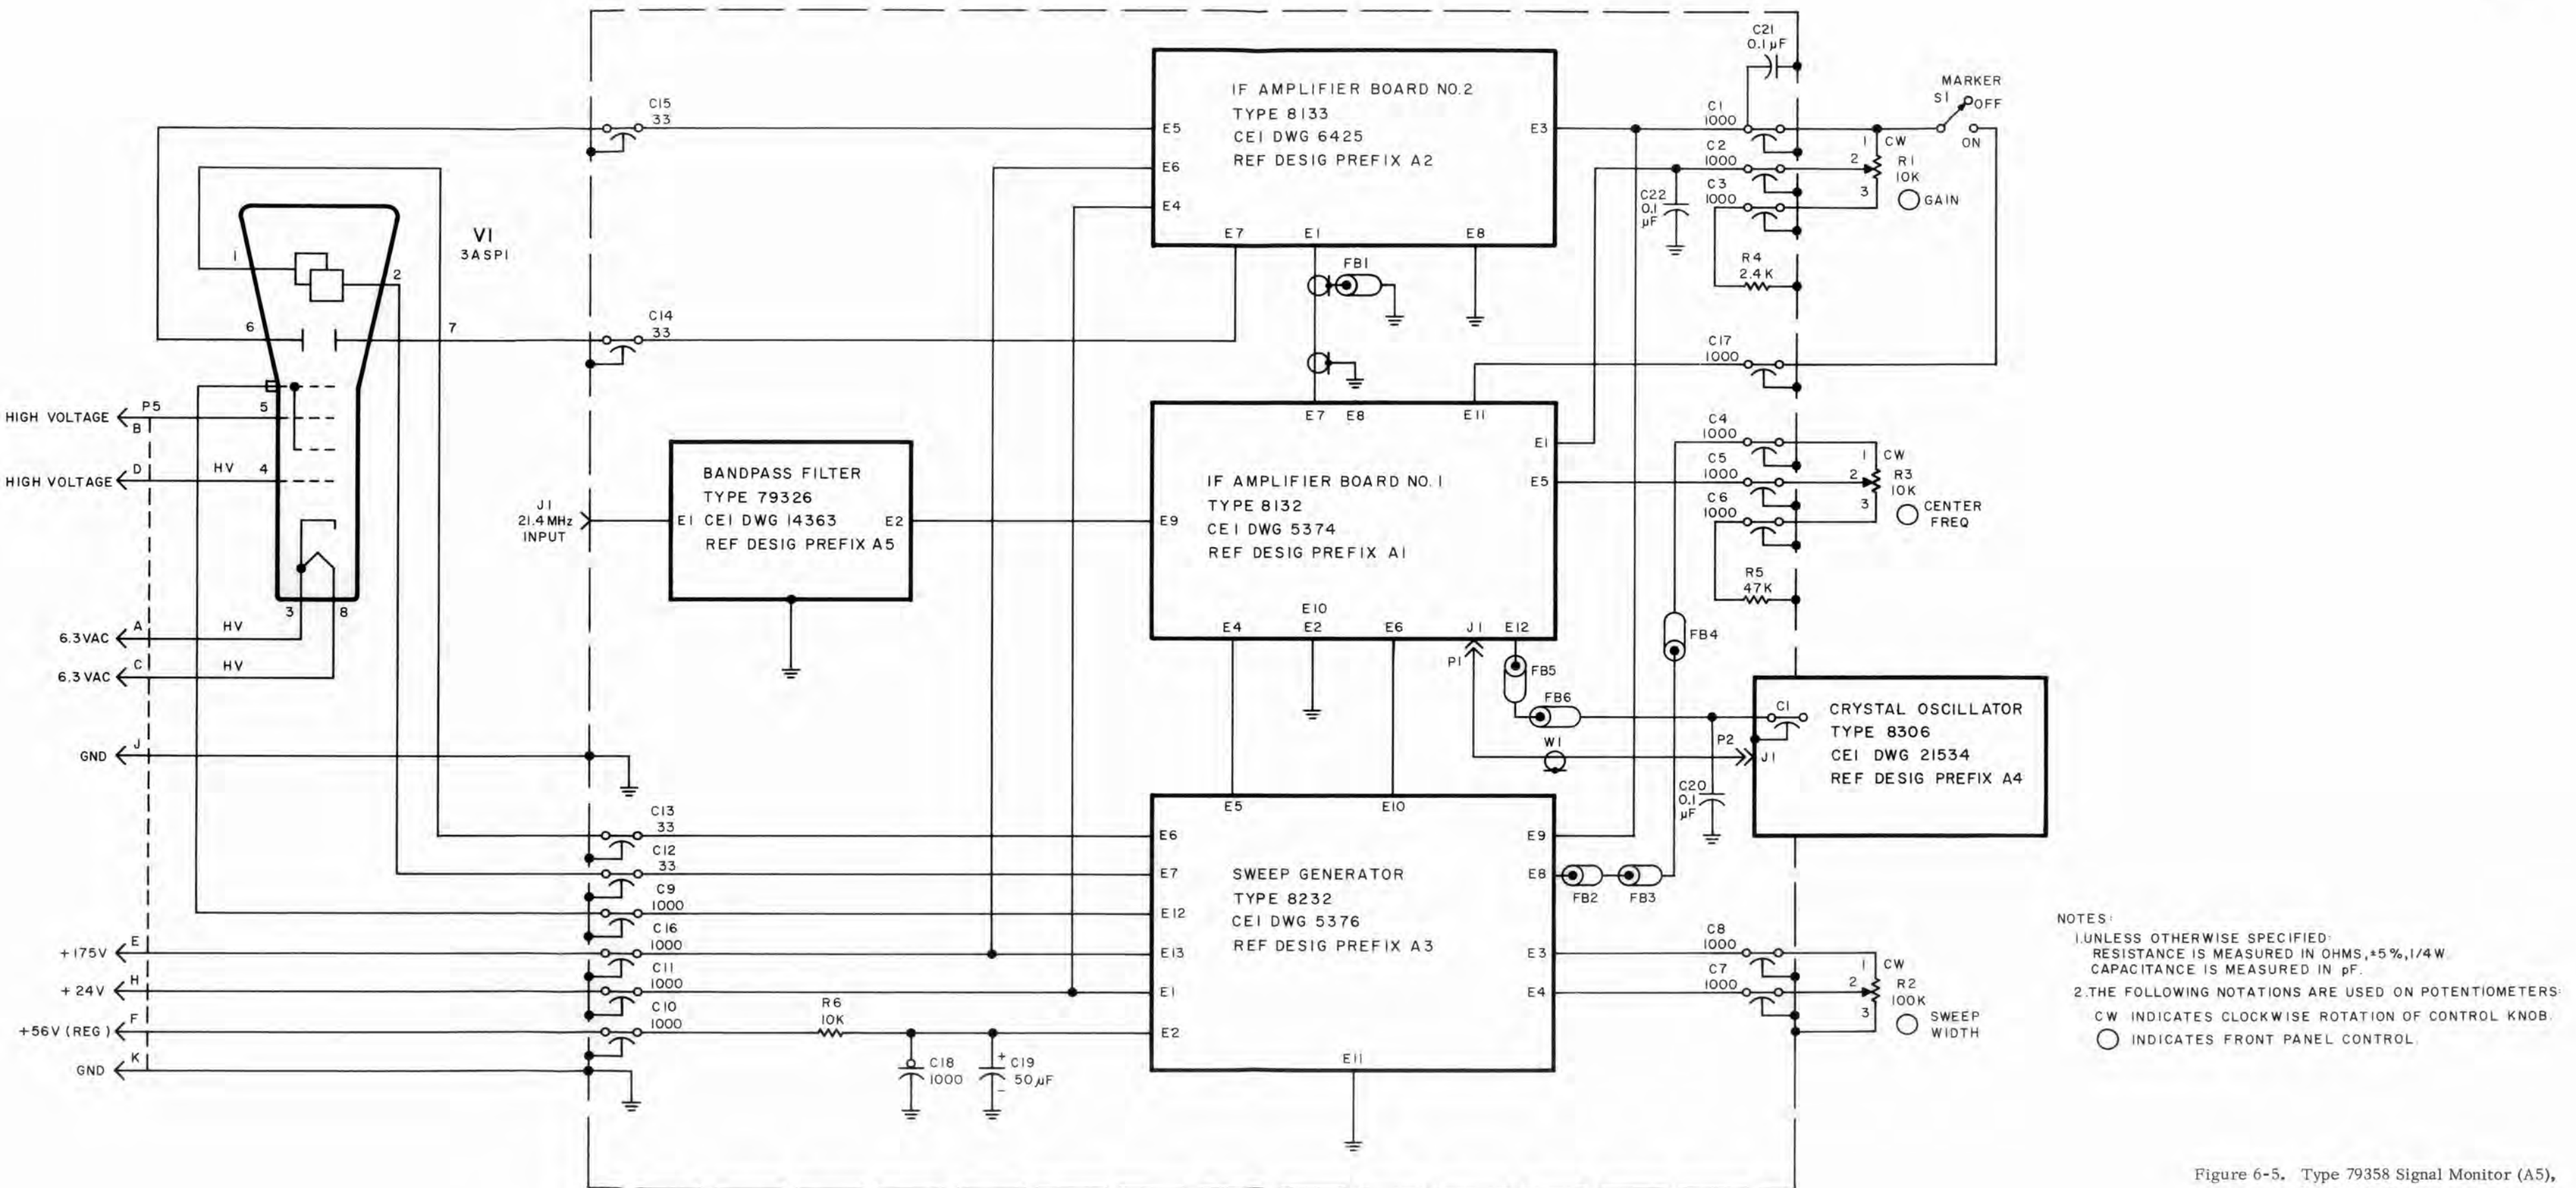 C21
0.1µF
MARKER
S1
OFF
ON
C15
33
IF AMPLIFIER BOARD NO.2
TYPE 8133
CEI DWG 6425
REF DESIG PREFIX A2
E5
E6
E4
E3
E7
E1
E8
C1
1000
C2
1000
C3
1000
1
CW
2
R1
10K
3
GAIN
C22
0.1
µF
R4
2.4K
V1
3ASP1
1
2
6
7
5
4
3
8
C14
33
FB1
C17
1000
HIGH VOLTAGE
P5
B
HIGH VOLTAGE
D
HV
J1
21.4 MHz
INPUT
BANDPASS FILTER
TYPE 79326
E1
CEI DWG 14363
E2
REF DESIG PREFIX A5
E7
E8
E11
E1
IF AMPLIFIER BOARD NO.1
TYPE 8132
E5
CEI DWG 5374
E9
REF DESIG PREFIX A1
E10
E4
E2
E6
J1
E12
C4
1000
C5
1000
C6
1000
1
CW
2
R3
10K
3
CENTER
FREQ
R5
47K
6.3VAC
A
HV
6.3VAC
C
HV
P1
FB5
FB6
FB4
W1
P2
J1
C1
CRYSTAL OSCILLATOR
TYPE 8306
CEI DWG 21534
REF DESIG PREFIX A4
C20
0.1
µF
GND
J
C13
33
C12
33
C9
1000
C16
1000
C11
1000
C10
1000
E5
E10
E6
E9
E7
SWEEP GENERATOR
E8
TYPE 8232
CEI DWG 5376
E12
REF DESIG PREFIX A3
E13
E3
E1
E4
E2
E11
FB2
FB3
+175V
E
+24V
H
+56V (REG)
F
GND
K
R6
10K
C18
1000
+
C19
50µF
-
C8
1000
C7
1000
1
CW
2
R2
100K
3
SWEEP
WIDTH
NOTES:
1.UNLESS OTHERWISE SPECIFIED:
RESISTANCE IS MEASURED IN OHMS,±5%,1/4W.
CAPACITANCE IS MEASURED IN pF.
2.THE FOLLOWING NOTATIONS ARE USED ON POTENTIOMETERS:
CW INDICATES CLOCKWISE ROTATION OF CONTROL KNOB.
INDICATES FRONT PANEL CONTROL.
Figure 6-5. Type 79358 Signal Monitor (A5),